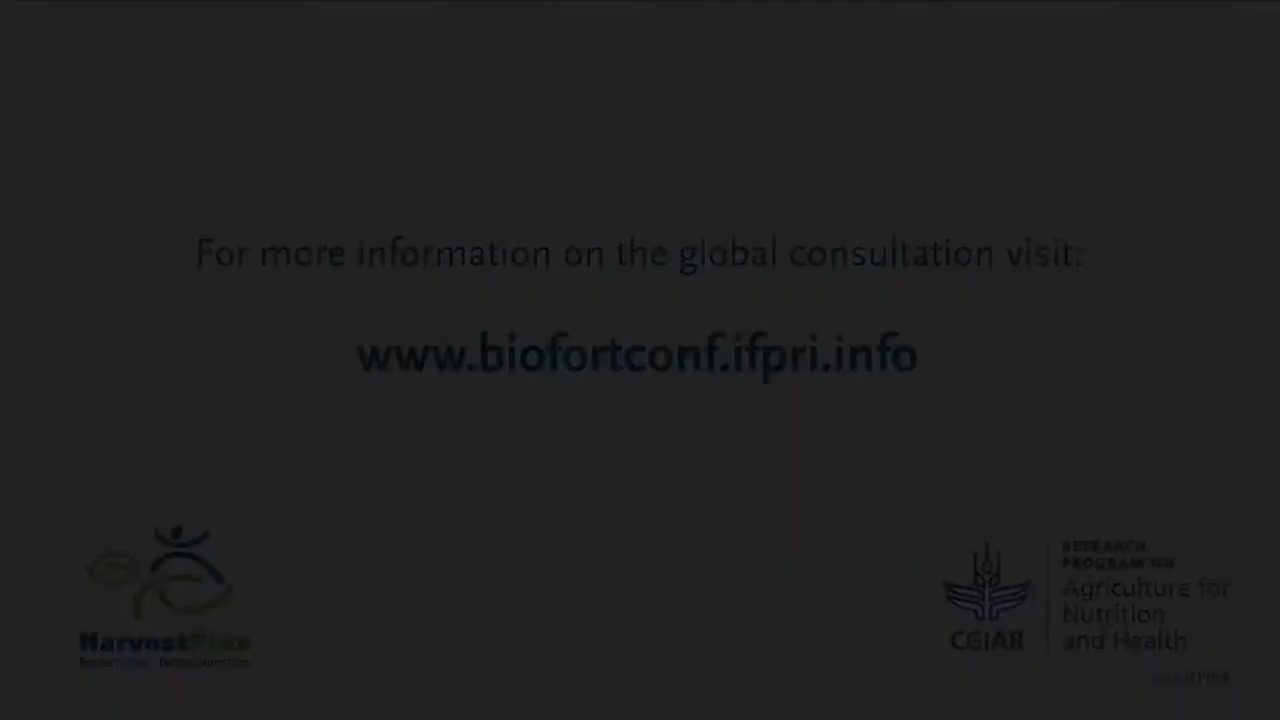 For more information on the global consultation visit:
www.biofortconf.ifpri.info
HarvestPlus
RESEARCH
PROGRAM ON
Agriculture for
Nutrition
and Health
CGIAR